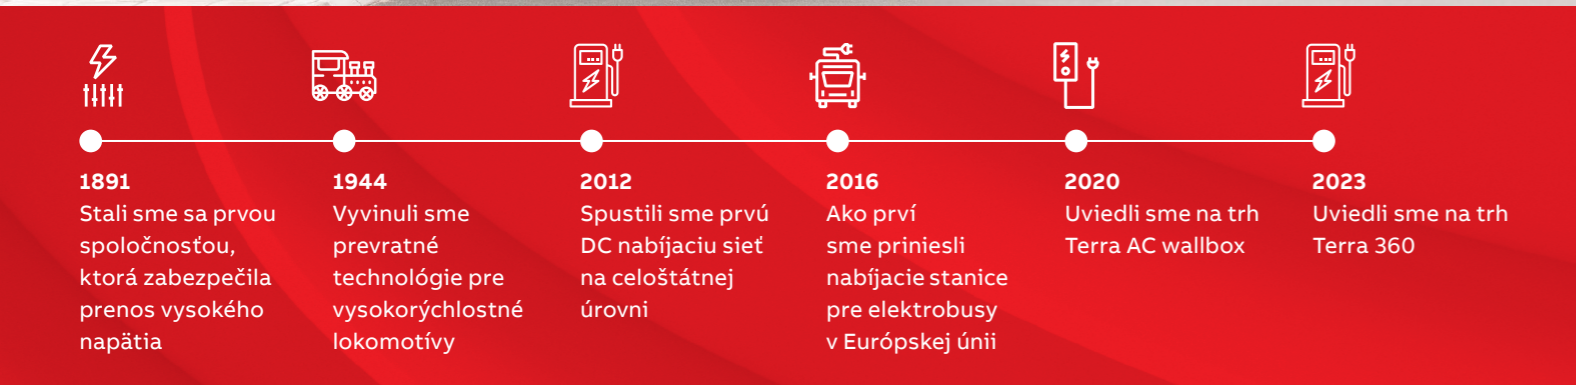 1891
Stali sme sa prvou
spoločnosťou,
ktorá zabezpečila
prenos vysokého
napätia
1944
Vyvinuli sme
prevratné
technológie pre
vysokorýchlostné
lokomotívy
2012
Spustili sme prvú
DC nabíjaciu sieť
na celoštátnej
úrovni
2016
Ako prví
sme priniesli
nabíjacie stanice
pre elektrobusy
v Európskej únii
2020
Uviedli sme na trh
Terra AC wallbox
2023
Uviedli sme na trh
Terra 360